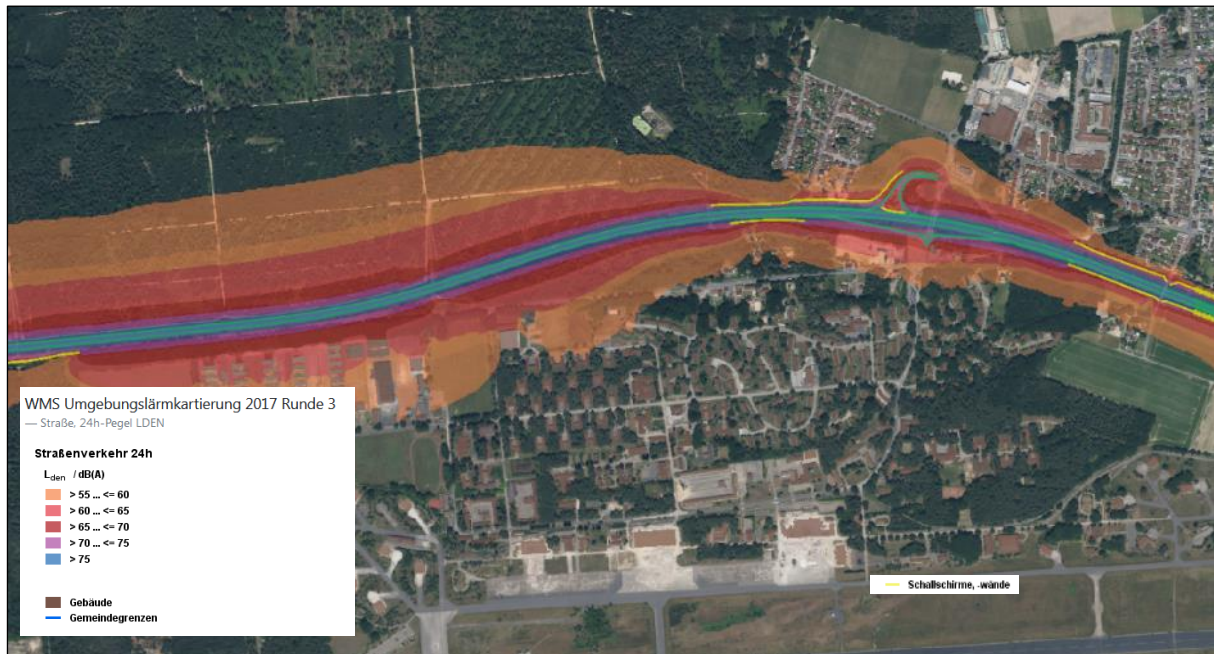 WMS Umgebungslärmkartierung 2017 Runde 3
— Straße, 24h-Pegel LDEN
Straßenverkehr 24h
Lden / dB(A)
> 55 ... <= 60
> 60 ... <= 65
> 65 ... <= 70
> 70 ... <= 75
> 75
Gebäude
Gemeindegrenzen
Schallschirme, -wände